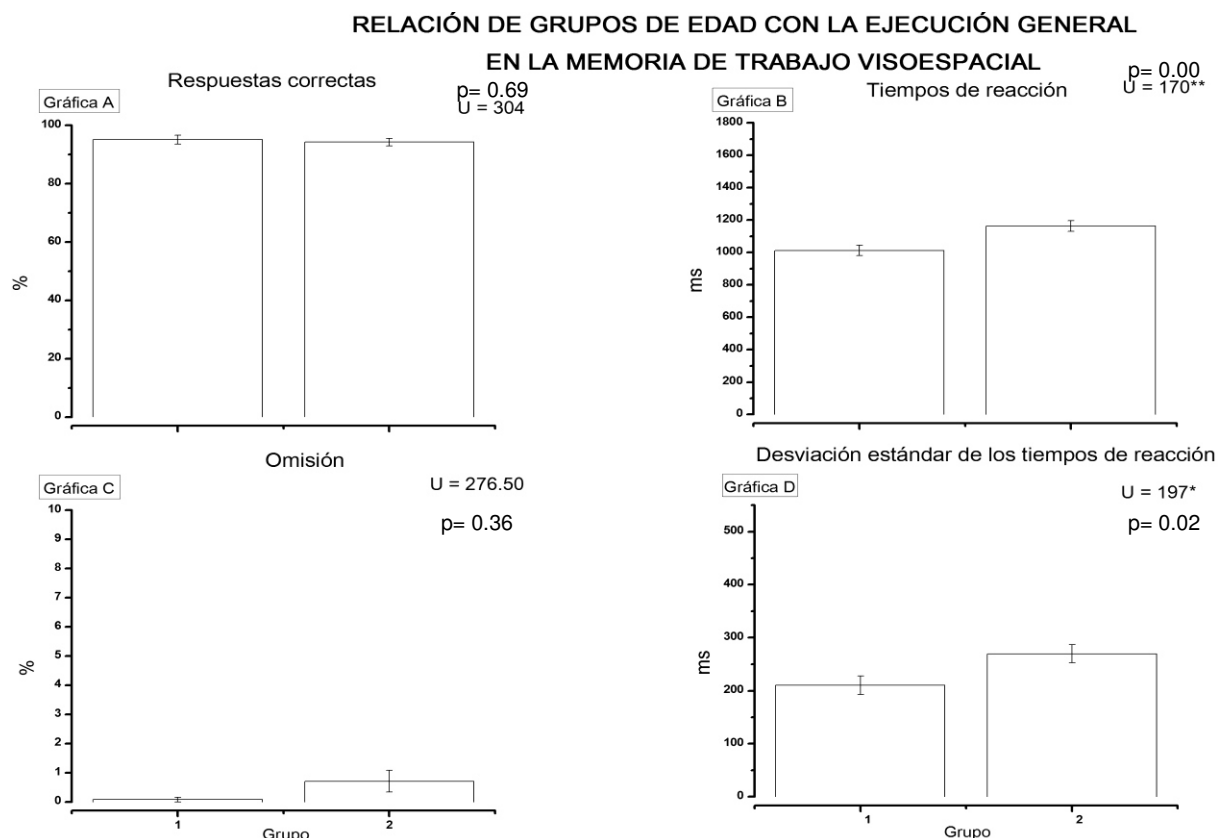 RELACIÓN DE GRUPOS DE EDAD CON LA EJECUCIÓN GENERAL
EN LA MEMORIA DE TRABAJO VISOESPACIAL
Respuestas correctas
p= 0.69
U = 304
Gráfica A
100
80
60
40
20
0
%
Tiempos de reacción
p= 0.00
U = 170**
Gráfica B
1800
1600
1400
1200
1000
800
600
400
200
0
ms
Omisión
U = 276.50
p= 0.36
Gráfica C
10
9
8
7
6
5
4
3
2
1
0
%
1
2
Grupo
Desviación estándar de los tiempos de reacción
U = 197*
p= 0.02
Gráfica D
500
400
300
200
100
0
ms
1
2
Grupo